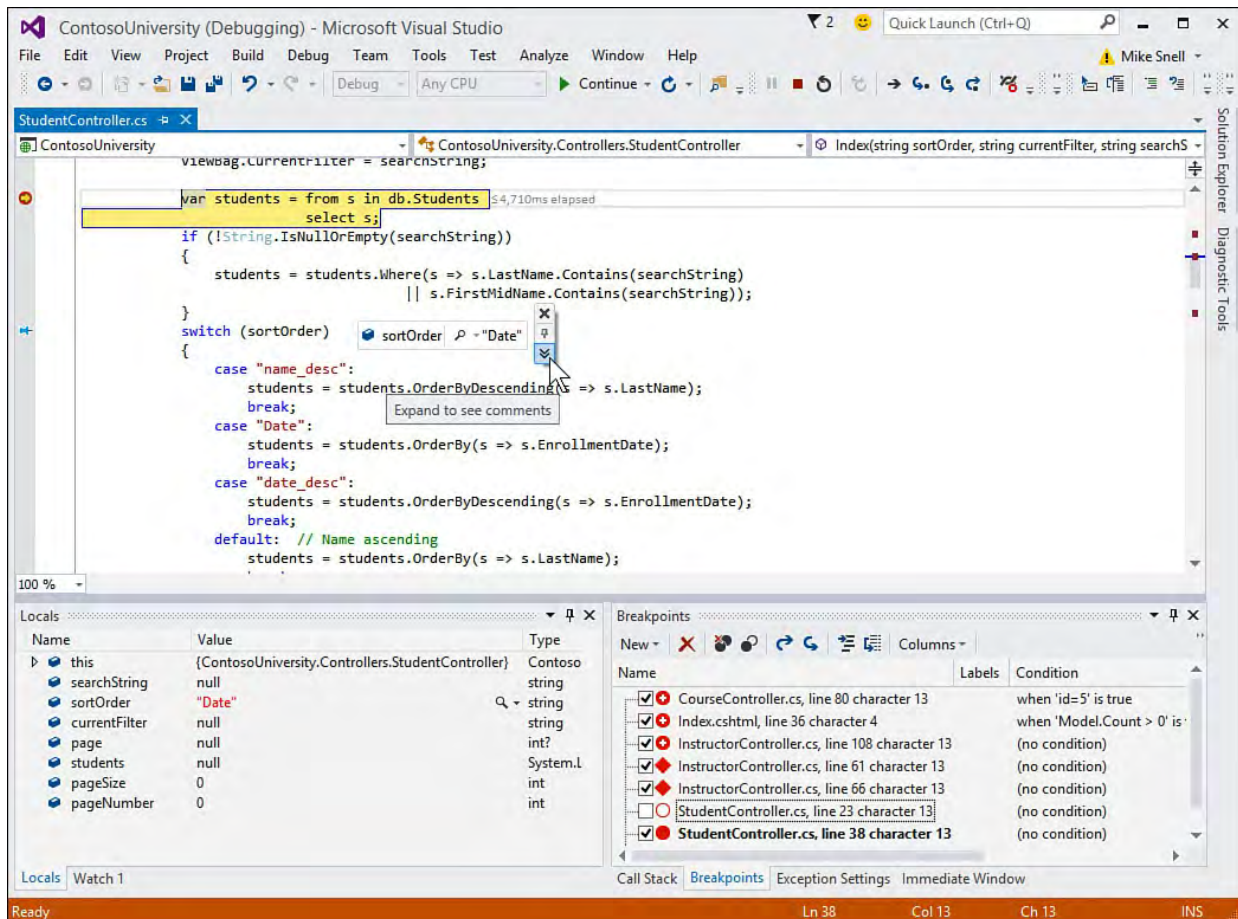 ContosoUniversity (Debugging) - Microsoft Visual Studio
2
Quick Launch (Ctrl+Q)
File Edit View Project Build Debug Team Tools Test Analyze Window Help
Mike Snell
Debug Any CPU Continue
StudentController.cs
ContosoUniversity ContosoUniversity.Controllers.StudentController Index(string sortOrder, string currentFilter, string searchS
ViewBag.CurrentFilter = searchString;
var students = from s in db.Students ≤4,710ms elapsed
select s;
if (!String.IsNullOrEmpty(searchString))
{
students = students.Where(s => s.LastName.Contains(searchString)
|| s.FirstMidName.Contains(searchString));
}
switch (sortOrder)
sortOrder "Date"
{
case "name_desc":
students = students.OrderByDescending(s => s.LastName);
break;
Expand to see comments
case "Date":
students = students.OrderBy(s => s.EnrollmentDate);
break;
case "date_desc":
students = students.OrderByDescending(s => s.EnrollmentDate);
break;
default: // Name ascending
students = students.OrderBy(s => s.LastName);
100 %
Solution Explorer
Diagnostic Tools
Locals
Name Value Type
this {ContosoUniversity.Controllers.StudentController} Contoso
searchString null string
sortOrder "Date" string
currentFilter null string
page null int?
students null System.L
pageSize 0 int
pageNumber 0 int
Locals Watch 1
Breakpoints
New Columns
Name Labels Condition
CourseController.cs, line 80 character 13 when 'id=5' is true
Index.cshtml, line 36 character 4 when 'Model.Count > 0' is
InstructorController.cs, line 108 character 13 (no condition)
InstructorController.cs, line 61 character 13 (no condition)
InstructorController.cs, line 66 character 13 (no condition)
StudentController.cs, line 23 character 13 (no condition)
StudentController.cs, line 38 character 13 (no condition)
Call Stack Breakpoints Exception Settings Immediate Window
Ready Ln 38 Col 13 Ch 13 INS